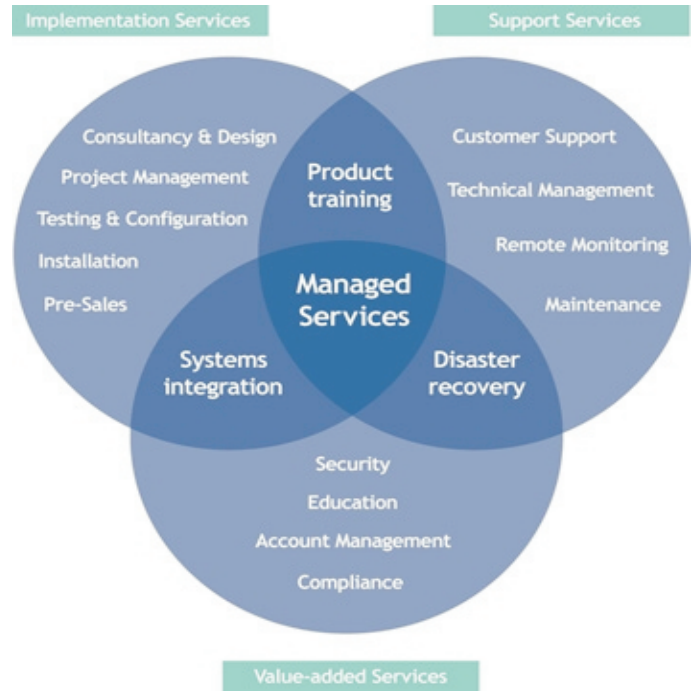 Implementation Services
Support Services
Consultancy & Design
Project Management
Testing & Configuration
Installation
Pre-Sales
Product
training
Customer Support
Technical Management
Remote Monitoring
Maintenance
Managed
Services
Systems
integration
Disaster
recovery
Security
Education
Account Management
Compliance
Value-added Services